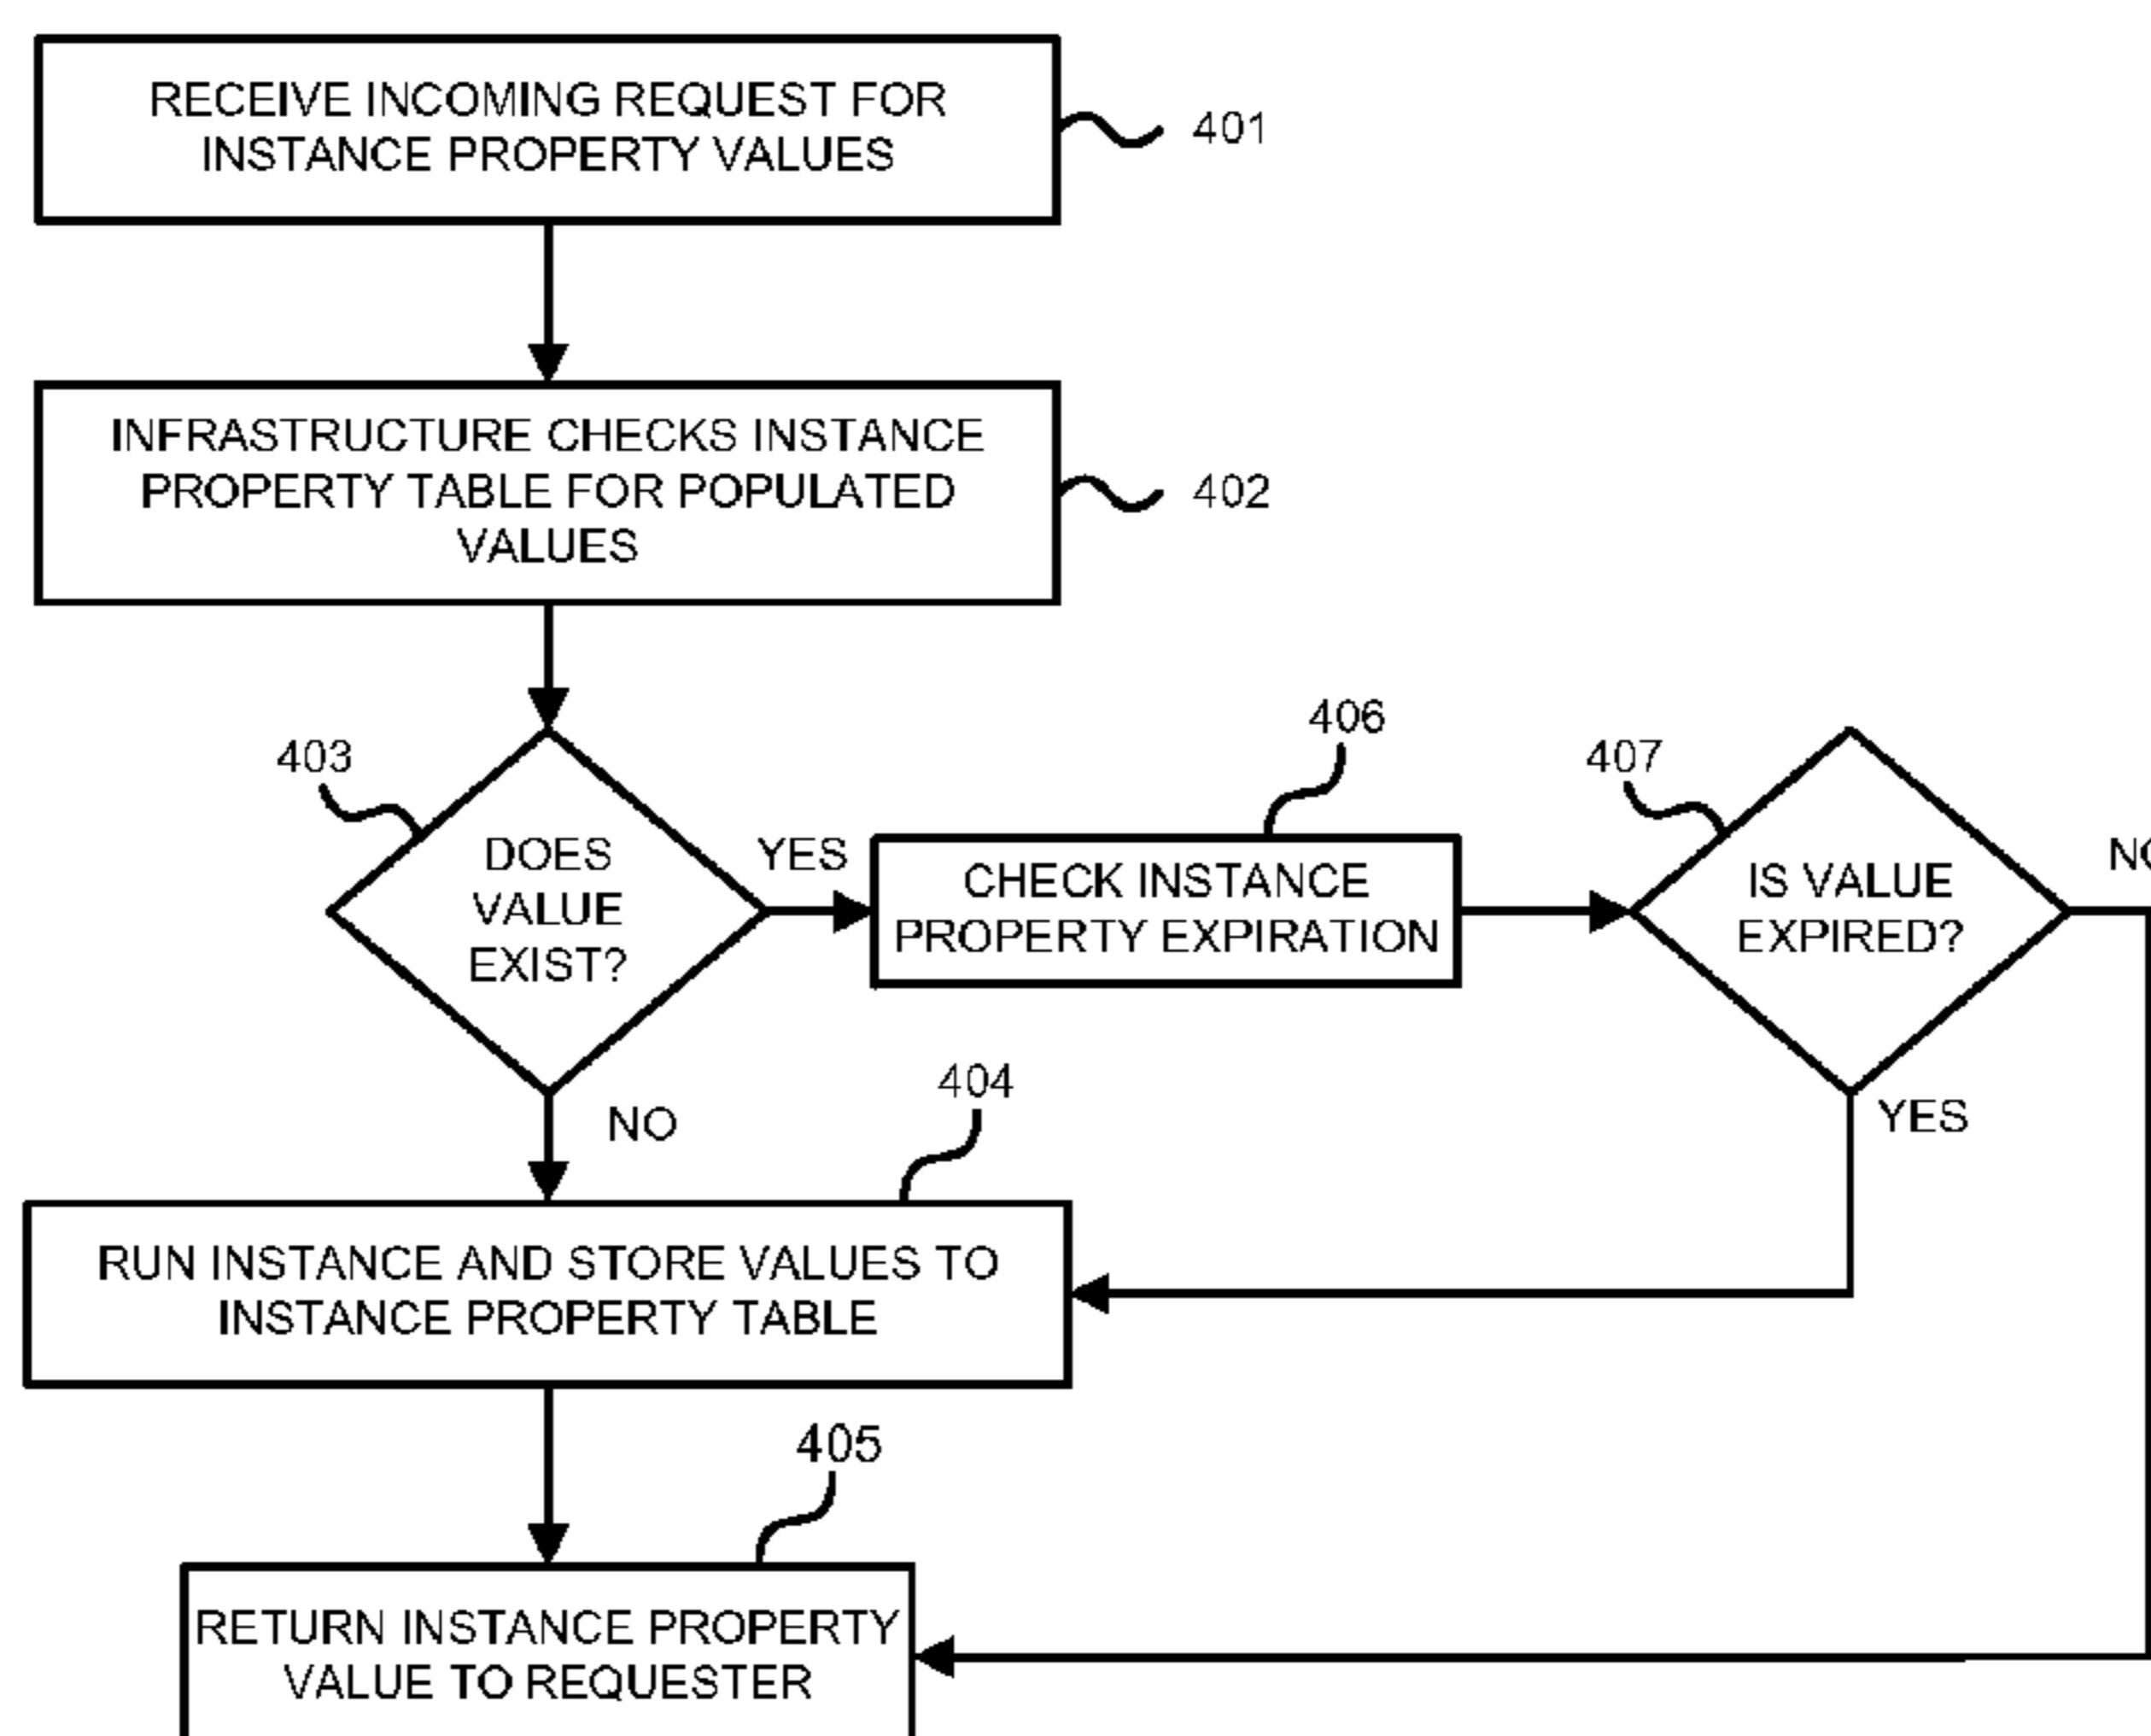 RECEIVE INCOMING REQUEST FOR
INSTANCE PROPERTY VALUES
401
INFRASTRUCTURE CHECKS INSTANCE
PROPERTY TABLE FOR POPULATED
VALUES
402
403
DOES
VALUE
EXIST?
YES
NO
406
CHECK INSTANCE
PROPERTY EXPIRATION
407
IS VALUE
EXPIRED?
NO
YES
404
RUN INSTANCE AND STORE VALUES TO
INSTANCE PROPERTY TABLE
405
RETURN INSTANCE PROPERTY
VALUE TO REQUESTER